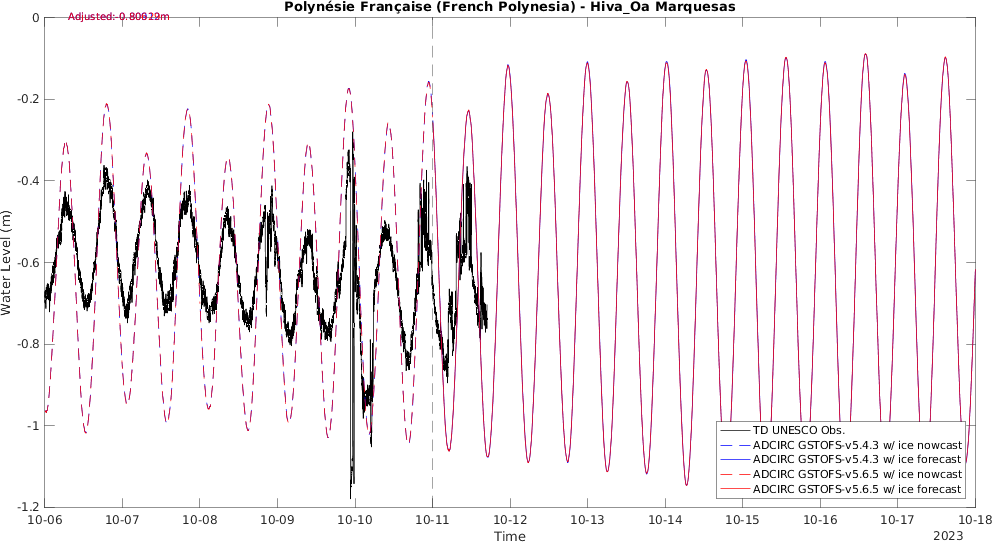 Polynésie Française (French Polynesia) - Hiva_Oa Marquesas
Adjusted:
0
-0.2
-0.4
-0.6
-0.8
-1
-1.2
Water Level (m)
TD UNESCO Obs.
ADCIRC GSTOFS-v5.4.3 w/ ice nowcast
ADCIRC GSTOFS-v5.4.3 w/ ice forecast
ADCIRC GSTOFS-v5.6.5 w/ ice nowcast
ADCIRC GSTOFS-v5.6.5 w/ ice forecast
10-06 10-07 10-08 10-09 10-10 10-11 10-12 10-13 10-14 10-15 10-16 10-17 10-18
Time
2023